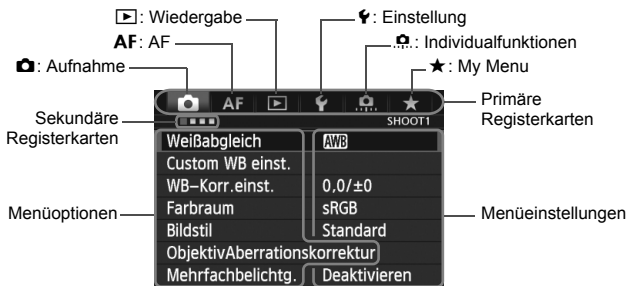 : Wiedergabe
: Einstellung
AF: AF
: Individualfunktionen
: Aufnahme
★: My Menu
AF ★
Primäre
Registerkarten
Sekundäre
Registerkarten
SHOOT1
Weißabgleich AWB
Custom WB einst.
WB–Korr.einst. 0,0/±0
Farbraum sRGB
Bildstil Standard
ObjektivAberrationskorrektur
Mehrfachbelichtg. Deaktivieren
Menüoptionen
Menüeinstellungen